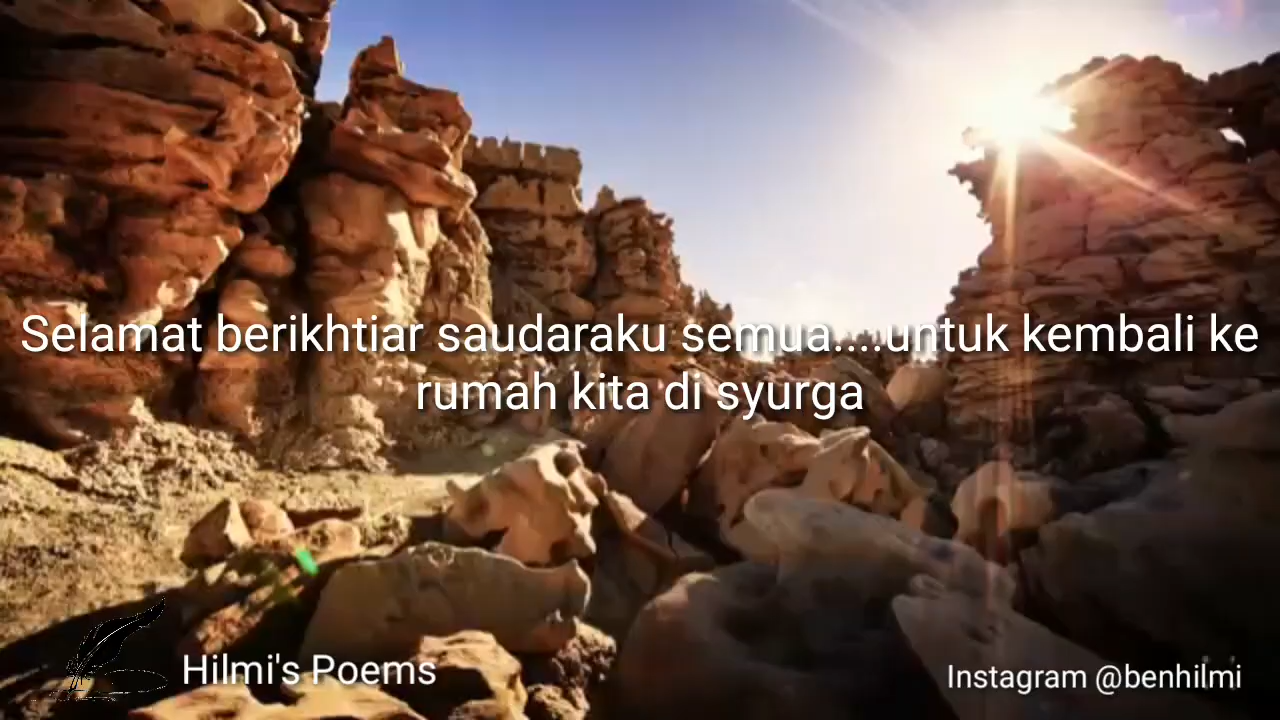 Selamat berikhtiar saudaraku semua....untuk kembali ke
rumah kita di syurga
Hilmi's Poems
Instagram @benhilmi